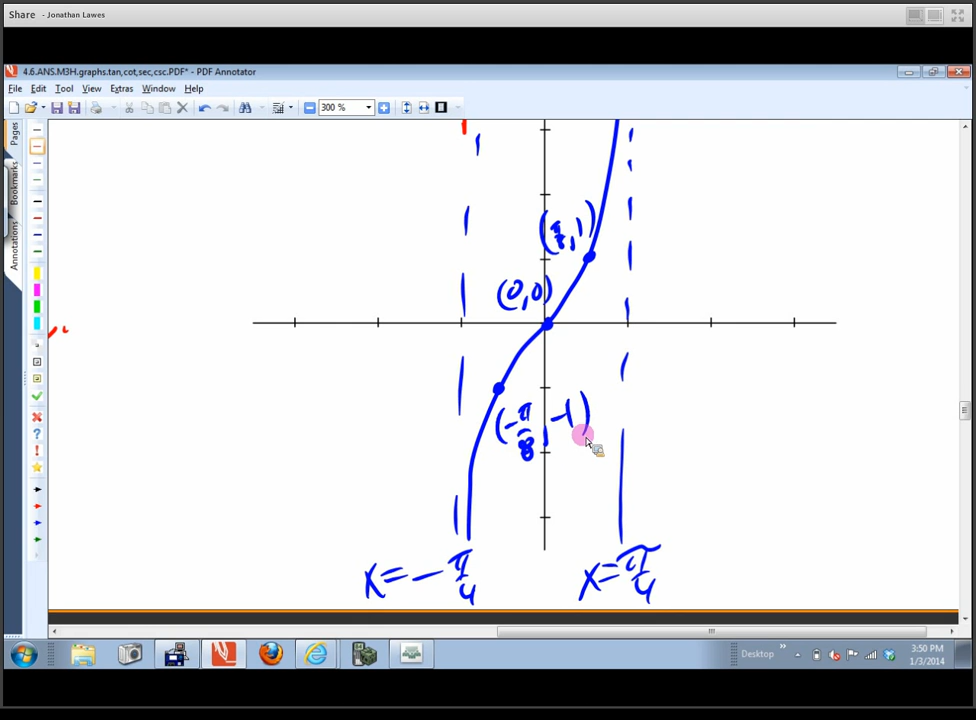 Share - Jonathan Lawes
4.6.ANS.M3H.graphs.tan,cot,sec,csc.PDF* - PDF Annotator
File Edit Tool View Extras Window Help
300 %
Pages
Bookmarks
Annotations
(π/8, 1)
(0,0)
(-π/8, -1)
x = -π/4
x = π/4
Desktop
3:50 PM
1/3/2014